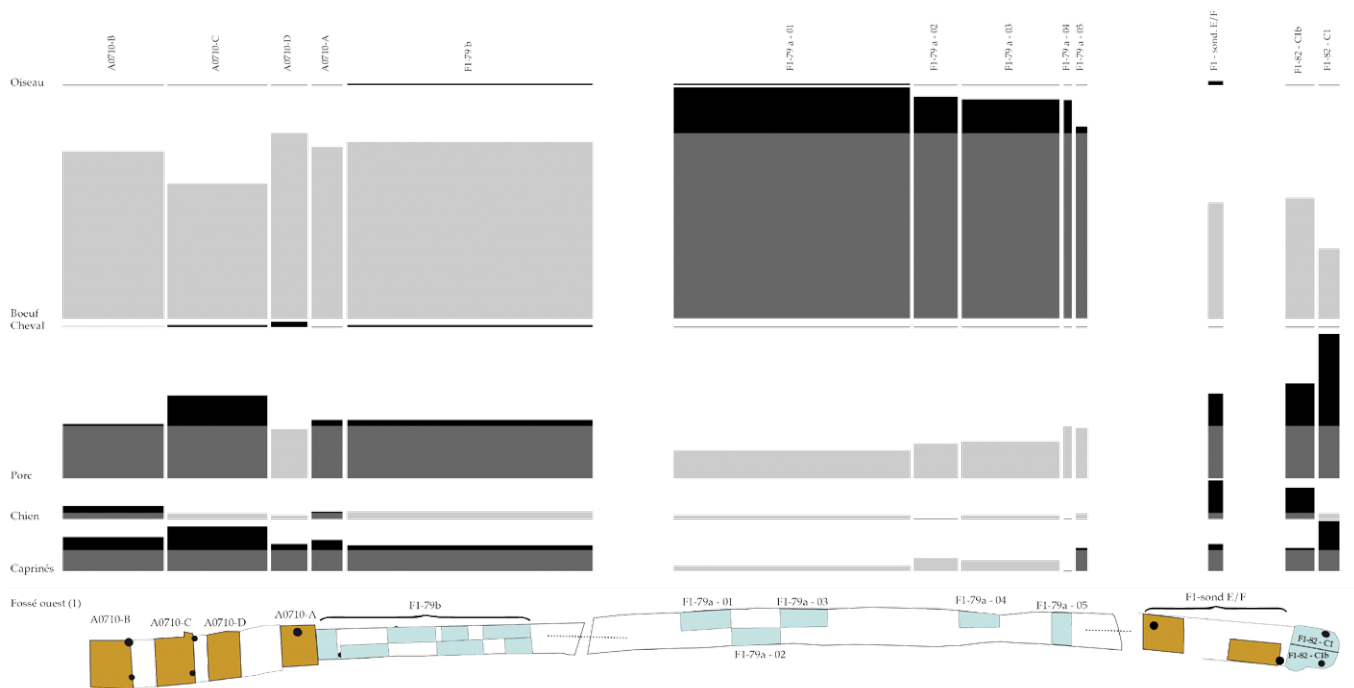 A0710-B
A0710-C
A0710-D
A0710-A
F1-79 b
F1-79 a - 01
F1-79 a - 02
F1-79 a - 03
F1-79 a - 04
F1-79 a - 05
F1 - sond. E/F
F1-82 - C1b
F1-82 - C1
Oiseau
Boeuf
Cheval
Porc
Chien
Caprinés
Fossé ouest (1)
A0710-B
A0710-C
A0710-D
A0710-A
F1-79b
F1-79a - 01
F1-79a - 03
F1-79a - 04
F1-79a - 05
F1-sond E/F
F1-79a - 02
F1-82 - C1
F1-82 - C1b